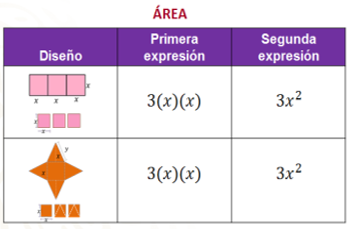 ÁREA
Diseño
Primera expresión
Segunda expresión
x
x x x
x
x
3(x)(x)
3x²
y
x
x
x
x
3(x)(x)
3x²